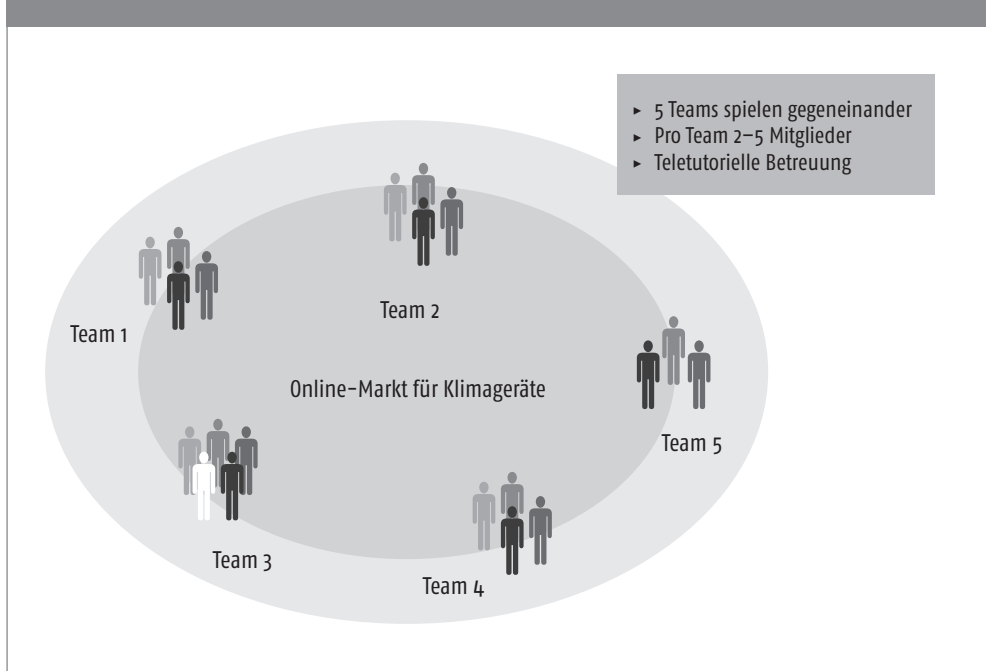 ► 5 Teams spielen gegeneinander
► Pro Team 2–5 Mitglieder
► Teletutorielle Betreuung
Team 2
Team 1
Online-Markt für Klimageräte
Team 5
Team 3
Team 4